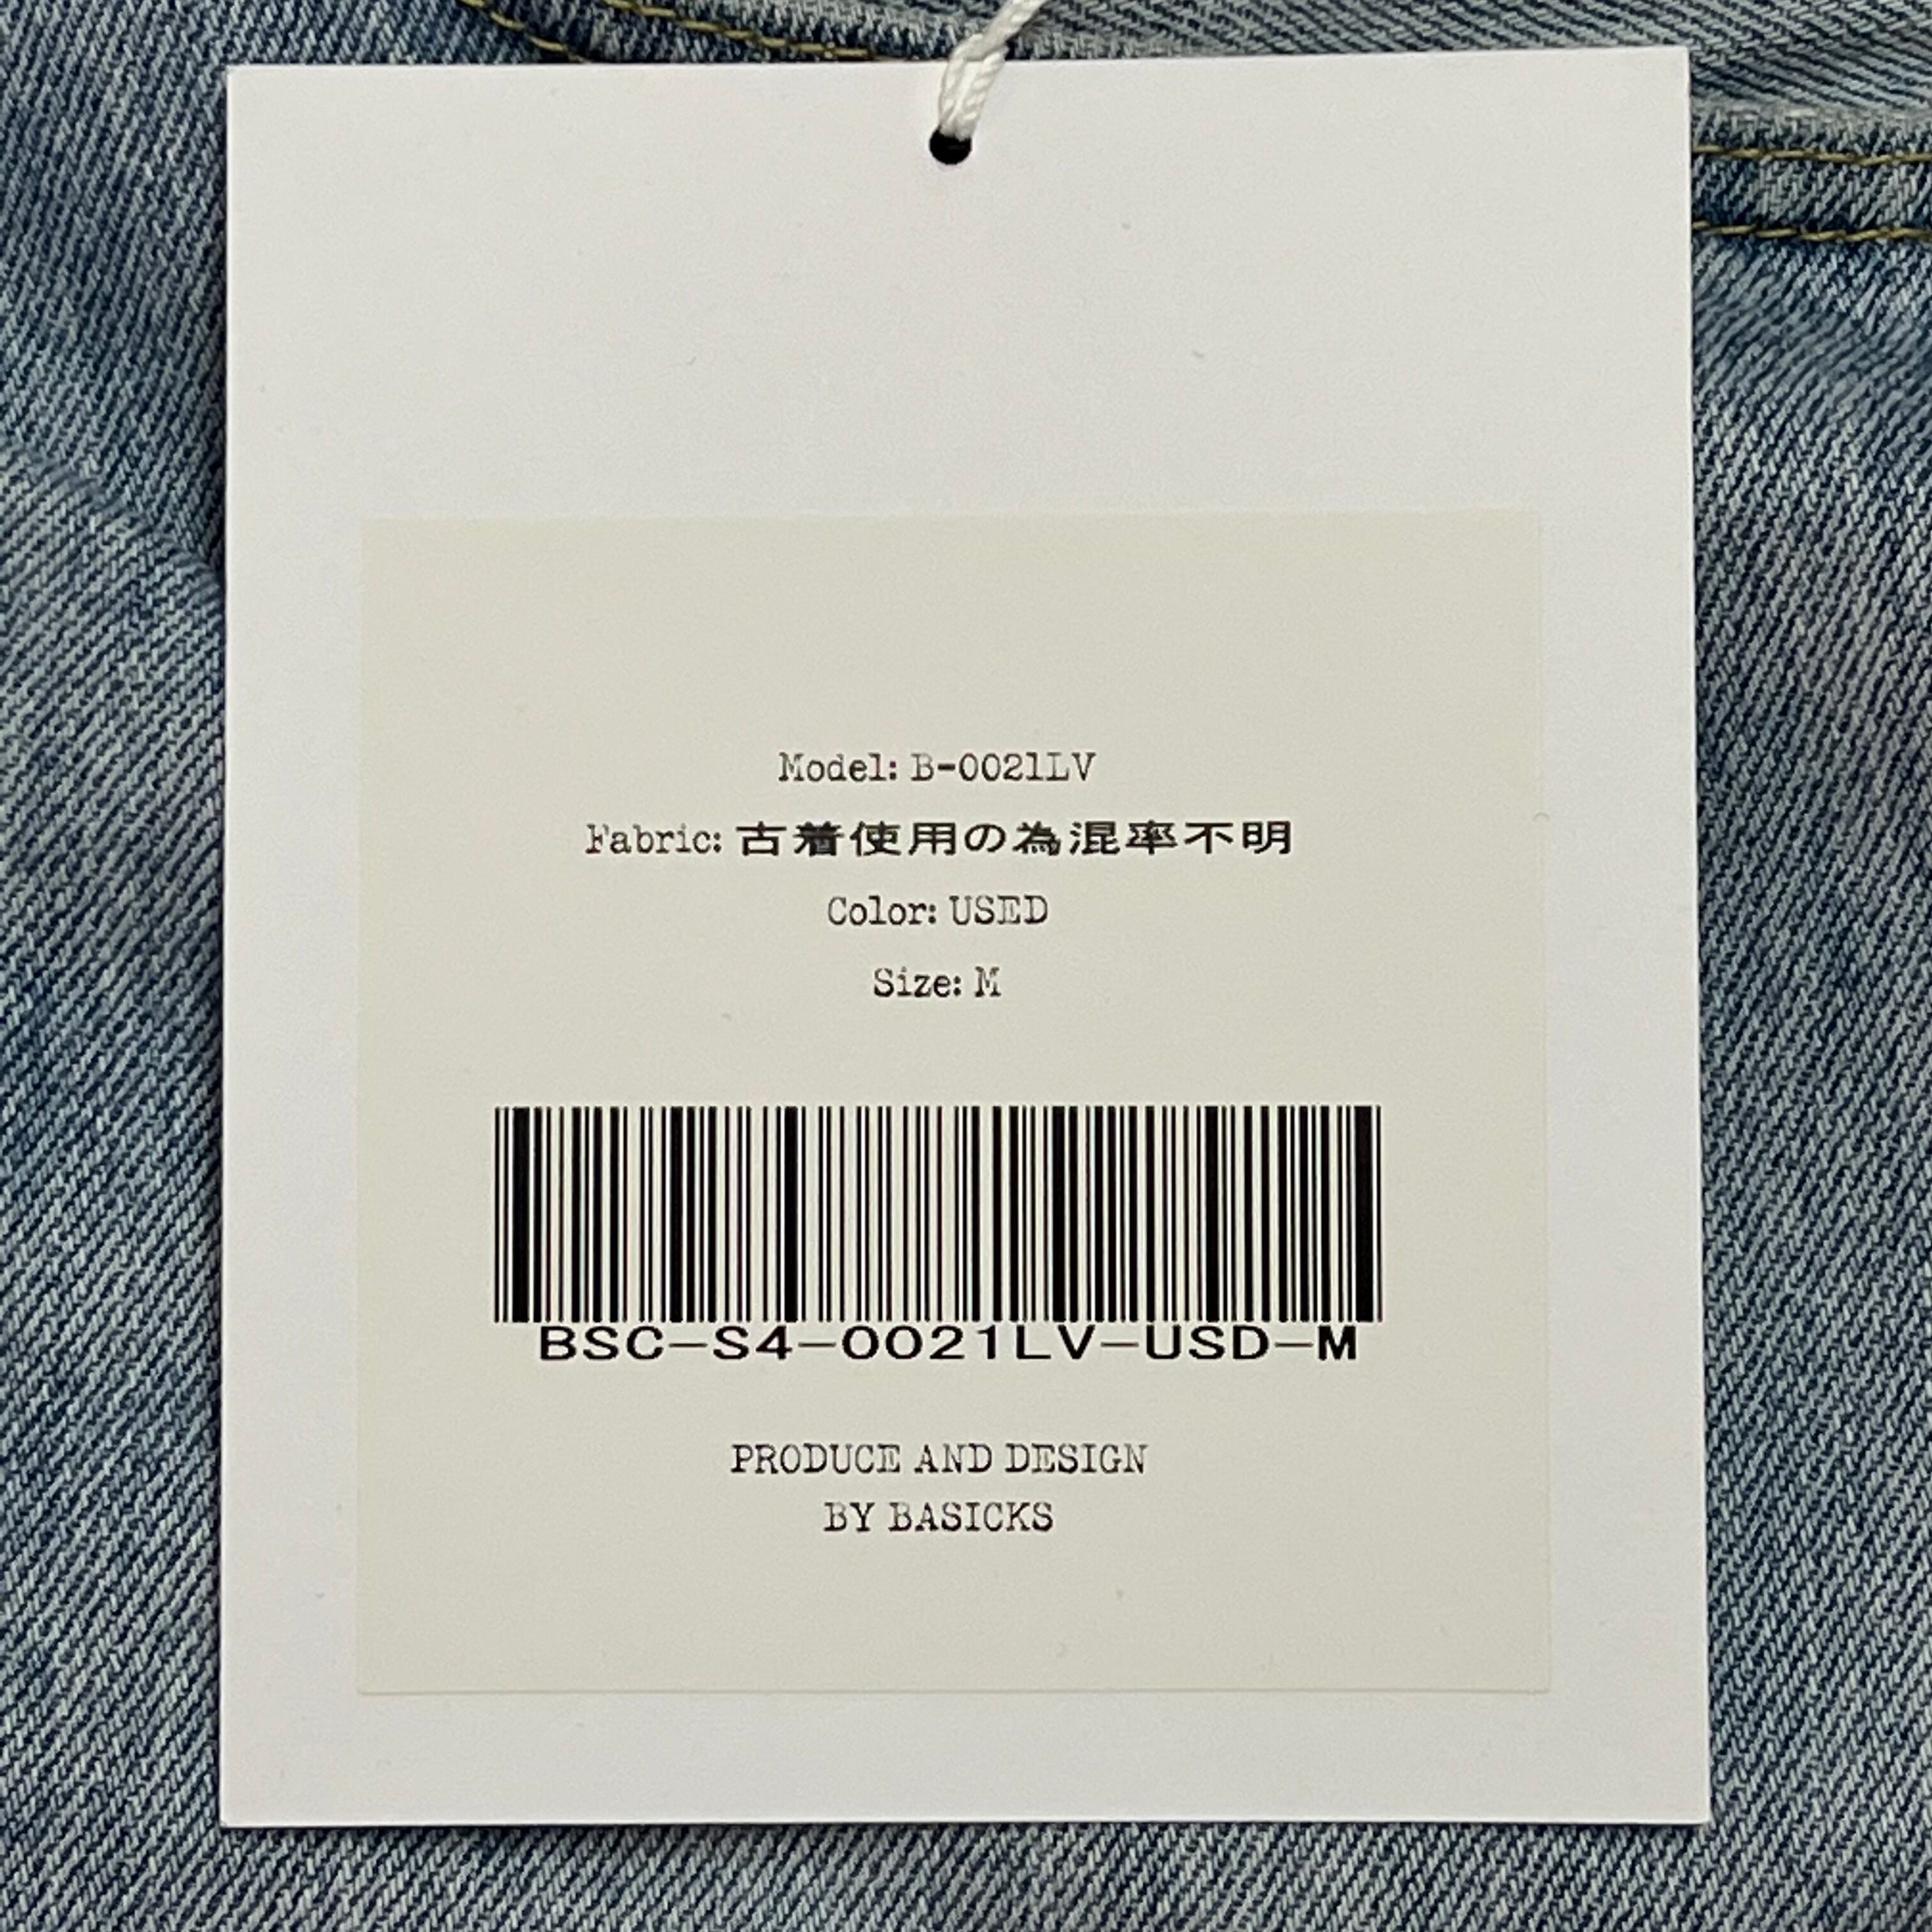 Model: B-0021LV
Fabric: 古着使用の為混率不明
Color: USED
Size: M
BSC-S4-0021LV-USD-M
PRODUCE AND DESIGN
BY BASICKS